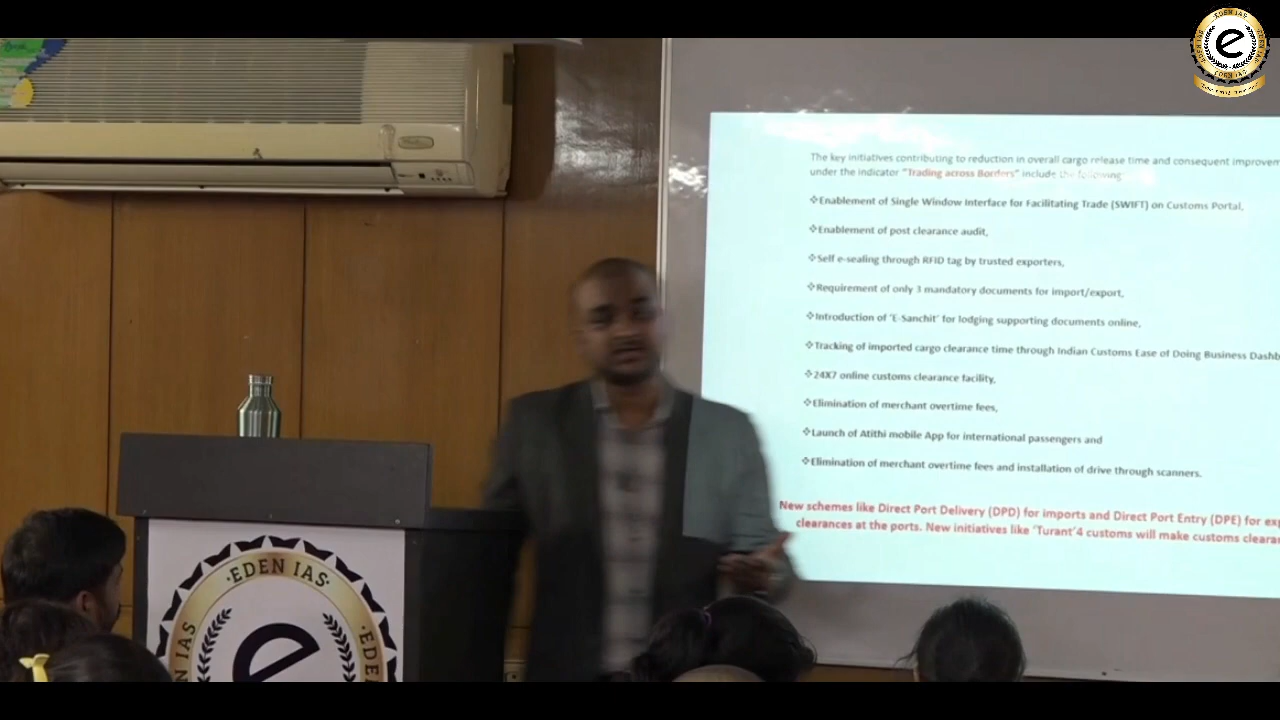 EDEN IAS
EDEN IAS
The key initiatives contributing to reduction in overall cargo release time and consequent
under the indicator "Trading across Borders" include the following:
❖Enablement of Single Window Interface for Facilitating Trade (SWIFT) on Customs Portal,
❖Enablement of post clearance audit,
❖Self e-sealing through RFID tag by trusted exporters,
❖Requirement of only 3 mandatory documents for import/export,
❖Introduction of 'E-Sanchit' for lodging supporting documents online,
❖Tracking of imported cargo clearance time through Indian Customs Ease of Doing Business
❖24X7 online customs clearance facility,
❖Elimination of merchant overtime fees,
❖Launch of Atithi mobile App for international passengers and
❖Elimination of merchant overtime fees and installation of drive through scanners.
New schemes like Direct Port Delivery (DPD) for imports and Direct Port Entry (DPE) for
clearances at the ports. New initiatives like 'Turant'4 customs will make customs
·EDEN IAS·
EDEN IAS
e